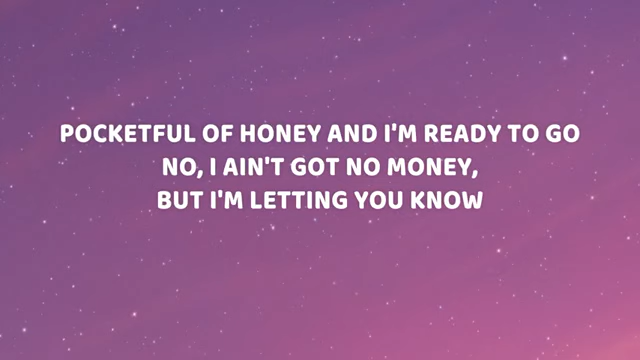 POCKETFUL OF HONEY AND I'M READY TO GO
NO, I AIN'T GOT NO MONEY,
BUT I'M LETTING YOU KNOW